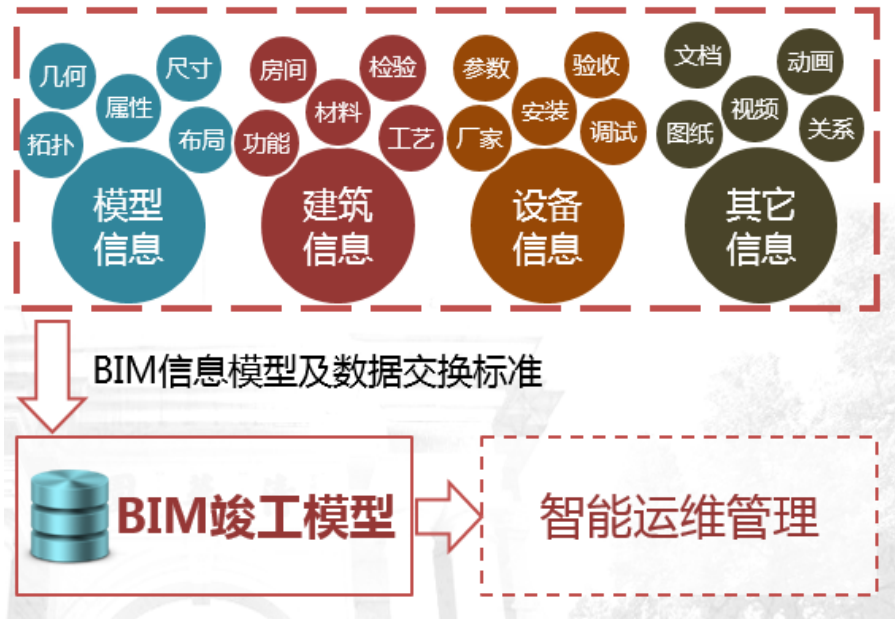 几何
尺寸
属性
拓扑
布局
模型
信息
房间
检验
材料
功能
工艺
建筑
信息
参数
验收
安装
厂家
调试
设备
信息
文档
动画
视频
图纸
关系
其它
信息
BIM信息模型及数据交换标准
BIM竣工模型
智能运维管理